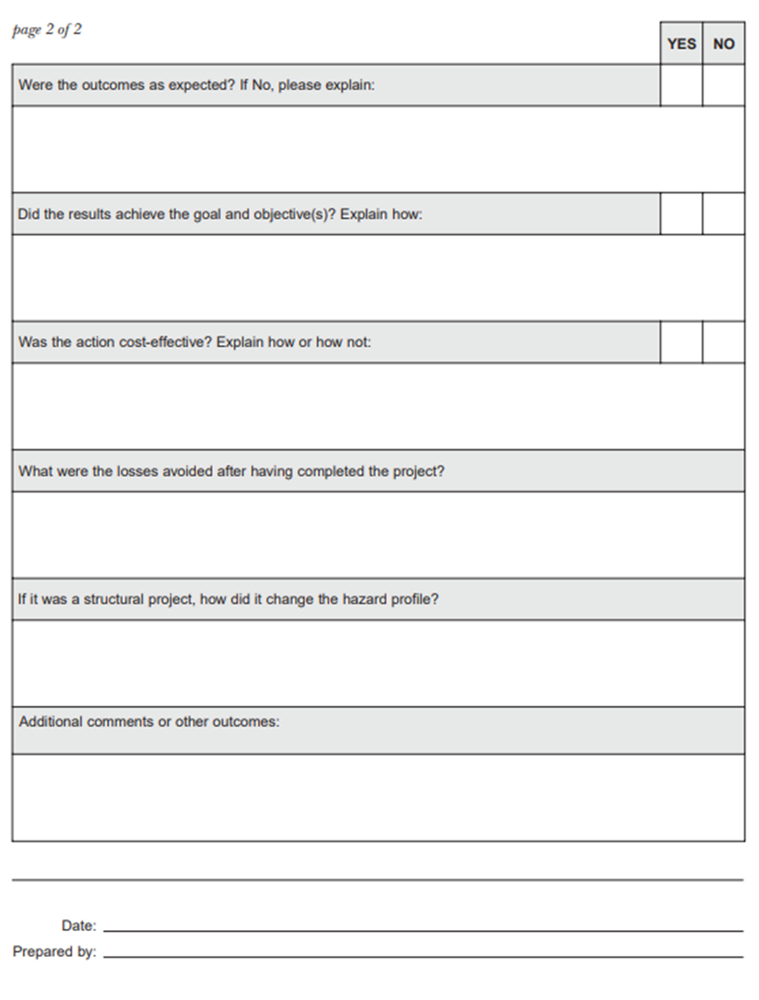 page 2 of 2
YES NO
Were the outcomes as expected? If No, please explain:
Did the results achieve the goal and objective(s)? Explain how:
Was the action cost-effective? Explain how or how not:
What were the losses avoided after having completed the project?
If it was a structural project, how did it change the hazard profile?
Additional comments or other outcomes:
Date:
Prepared by: